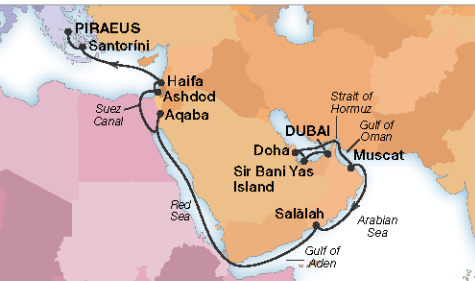 PIRAEUS
Santorini
Haifa
Ashdod
Suez
Canal
Aqaba
Strait of
Hormuz
Gulf of
Oman
DUBAI
Doha
Muscat
Sir Bani Yas
Island
Red
Sea
Salālah
Arabian
Sea
Gulf of
Aden